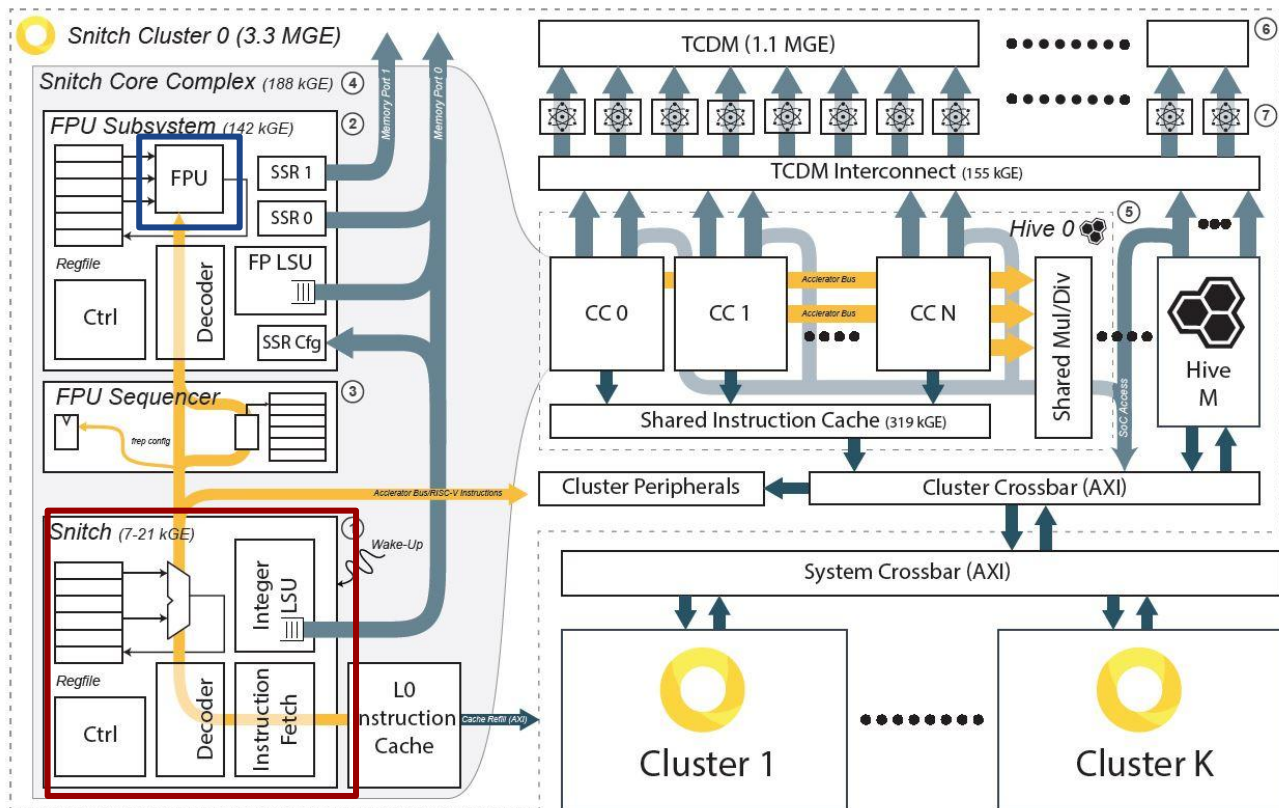 Snitch Cluster 0 (3.3 MGE)
Snitch Core Complex (188 kGE) 4
FPU Subsystem (142 kGE) 2
FPU
SSR 1
SSR 0
FP LSU
SSR Cfg
Regfile
Ctrl
Decoder
Memory Port 1
Memory Port 0
FPU Sequencer 3
frep config
Acclerator Bus/RISC-V Instructions
Snitch (7-21 kGE) 1
Wake-Up
Integer
LSU
Regfile
Ctrl
Decoder
Instruction
Fetch
L0
Instruction
Cache
Cache Refill (AXI)
TCDM (1.1 MGE)
6
7
TCDM Interconnect (155 kGE)
5
Hive 0
CC 0
CC 1
CC N
Acclerator Bus
Acclerator Bus
Shared Mul/Div
SoC Access
Hive
M
Shared Instruction Cache (319 kGE)
Cluster Peripherals
Cluster Crossbar (AXI)
System Crossbar (AXI)
Cluster 1
Cluster K